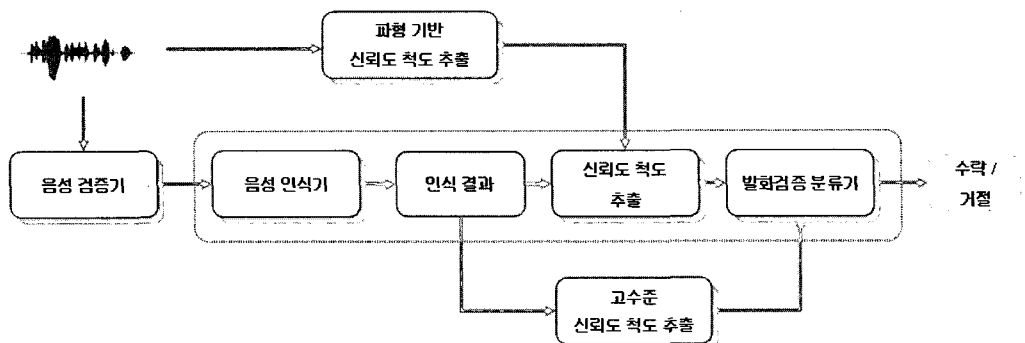 파형 기반
신뢰도 척도 추출
음성 검증기
음성 인식기
인식 결과
신뢰도 척도
추출
발화검증 분류기
수락 /
거절
고수준
신뢰도 척도 추출